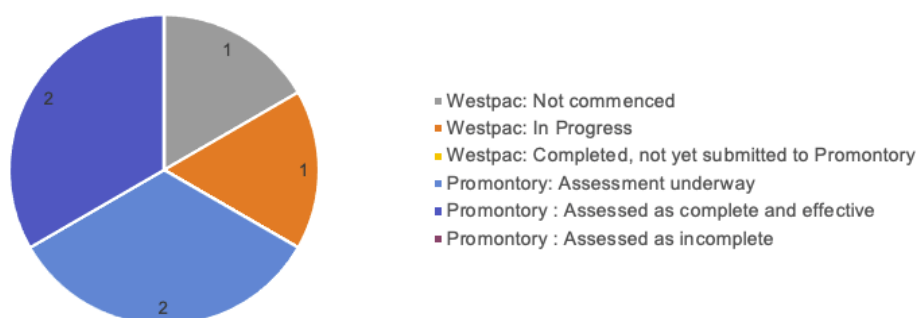 1
2
1
2
Westpac: Not commenced
Westpac: In Progress
Westpac: Completed, not yet submitted to Promontory
Promontory: Assessment underway
Promontory : Assessed as complete and effective
Promontory : Assessed as incomplete